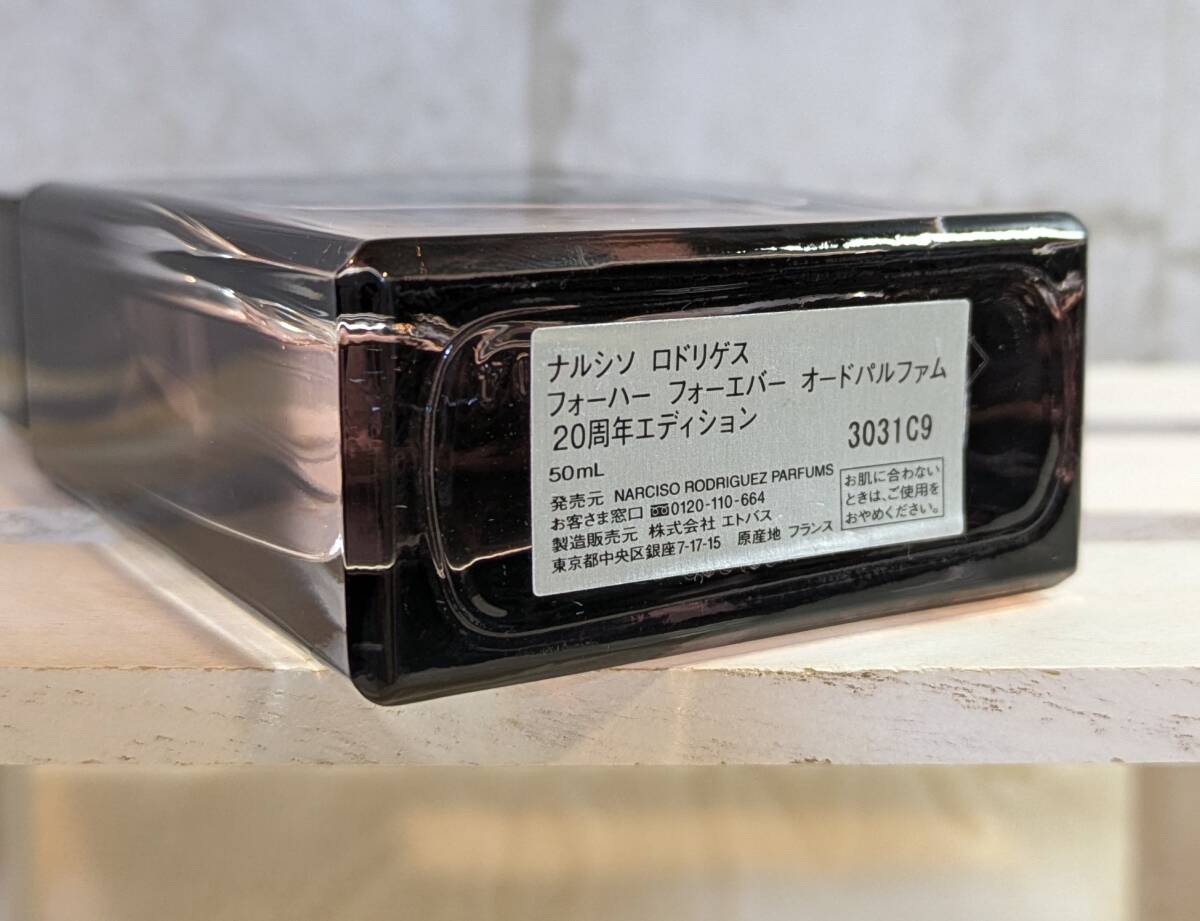 ナルシソ ロドリゲス
フォーハー フォーエバー オードパルファム
20周年エディション
3031C9
50mL
発売元 NARCISO RODRIGUEZ PARFUMS
お客さま窓口 0120-110-664
製造販売元 株式会社 エトバス
東京都中央区銀座7-17-15 原産地 フランス
お肌に合わない
ときは、ご使用を
おやめください。